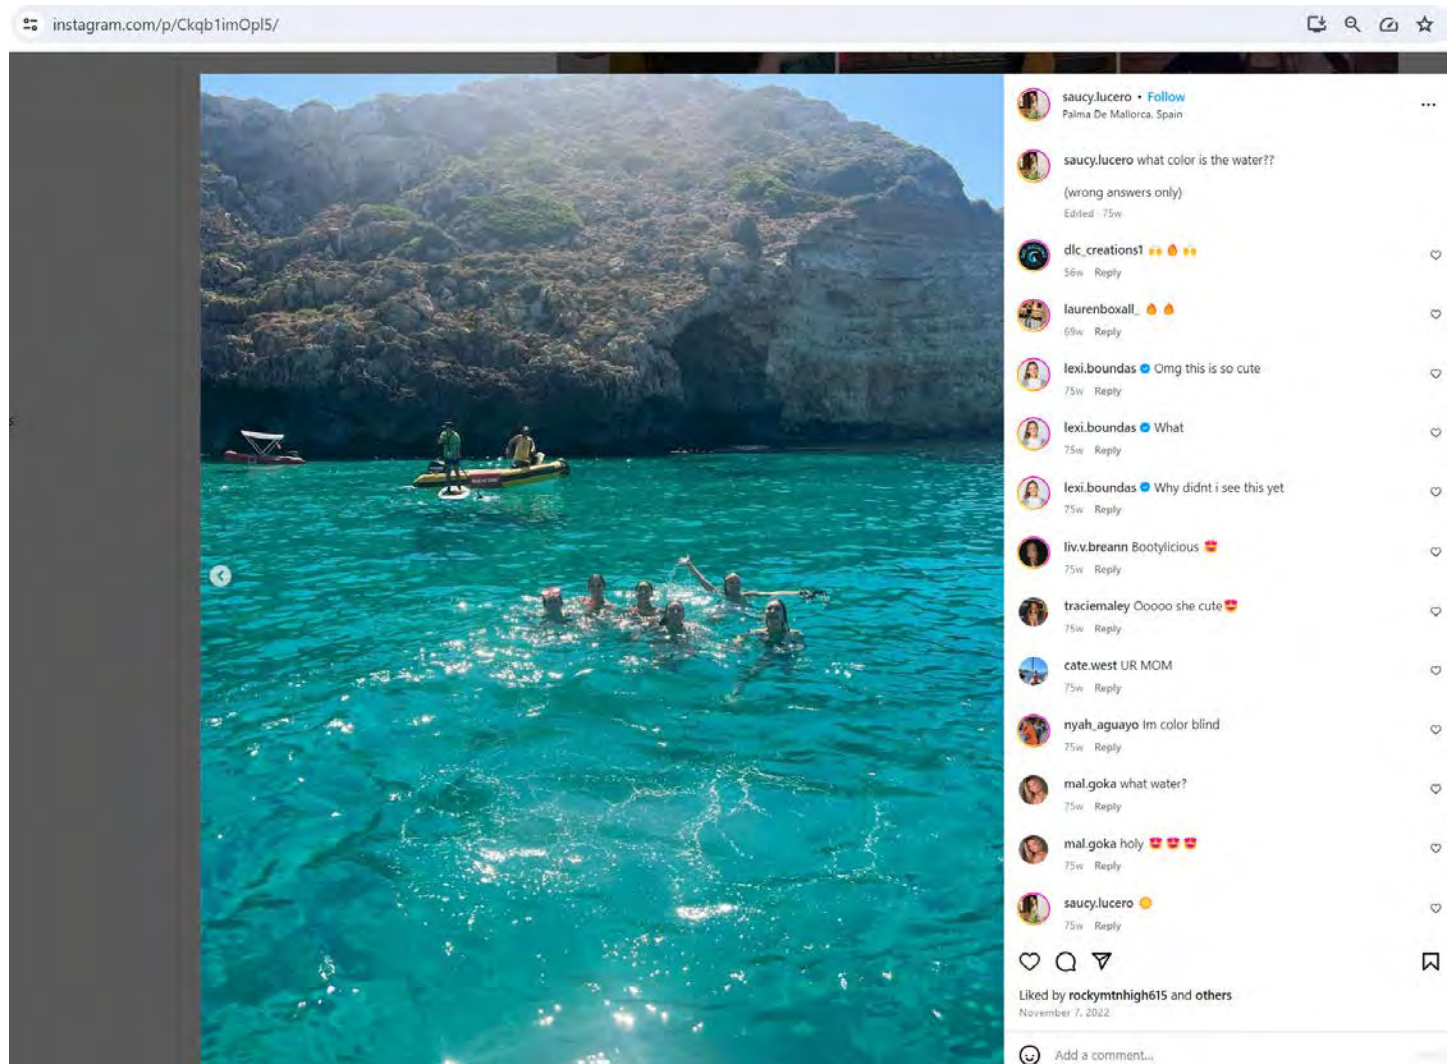 instagram.com/p/Ckqb1imOpl5/
saucy.lucero • Follow
Palma De Mallorca, Spain
saucy.lucero what color is the water??
(wrong answers only)
Edited 75w
dlc_creations1 🙌 🔥 🙌
56w Reply
laurenboxall_ 🔥 🔥
69w Reply
lexi.boundas Omg this is so cute
75w Reply
lexi.boundas What
75w Reply
lexi.boundas Why didnt i see this yet
75w Reply
liv.v.breann Bootylicious 😍
75w Reply
traciemaley Ooooo she cute😍
75w Reply
cate.west UR MOM
75w Reply
nyah_aguayo Im color blind
75w Reply
mal.goka what water?
75w Reply
mal.goka holy 😍 😍 😍
75w Reply
saucy.lucero
75w Reply
Liked by rockymtnhigh615 and others
November 7, 2022
Add a comment...